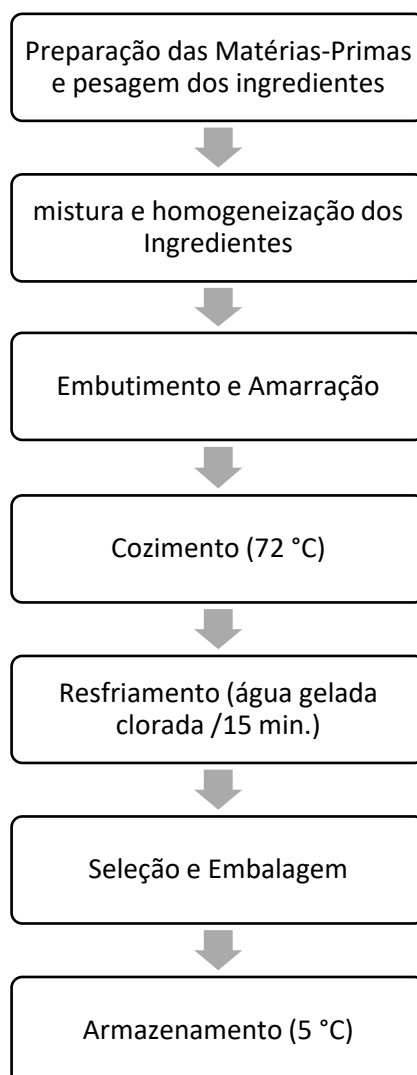 Preparação das Matérias-Primas
e pesagem dos ingredientes
mistura e homogeneização dos
Ingredientes
Embutimento e Amarração
Cozimento (72 °C)
Resfriamento (água gelada
clorada /15 min.)
Seleção e Embalagem
Armazenamento (5 °C)